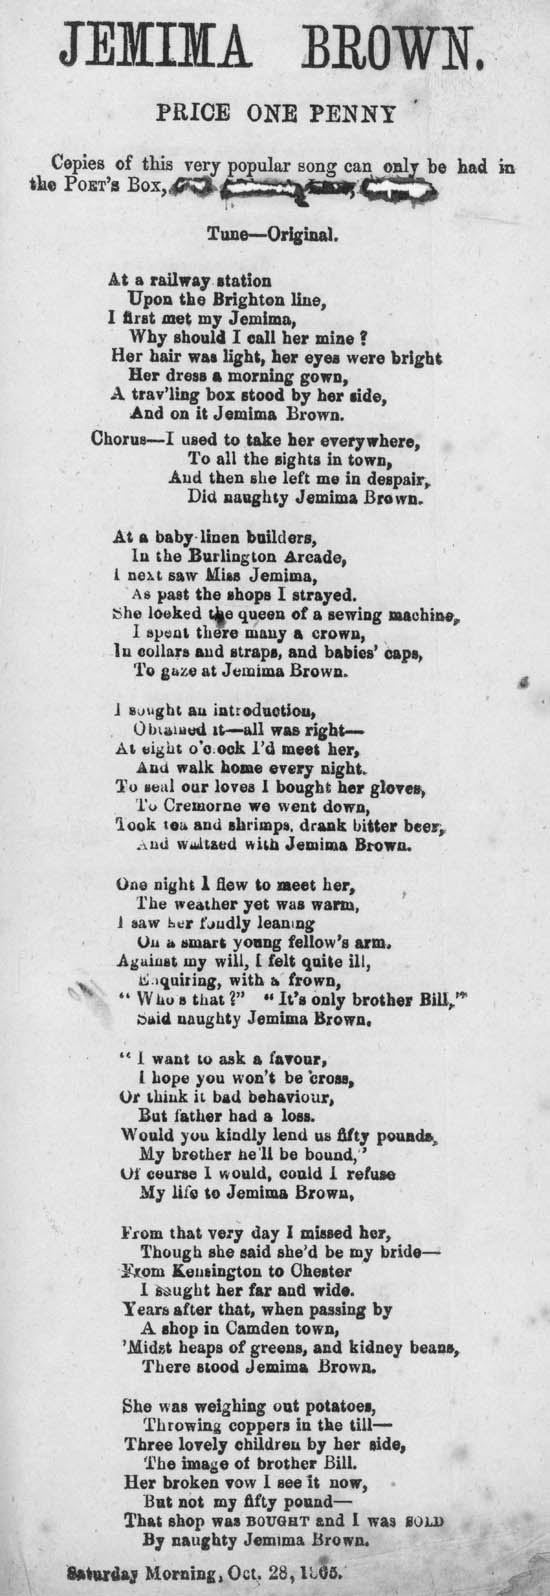 JEMIMA BROWN.
PRICE ONE PENNY
Copies of this very popular song can only be had in
the POET'S Box,
Tune—Original.
At a railway station
Upon the Brighton line,
I first met my Jemima,
Why should I call her mine?
Her hair was light, her eyes were bright
Her dress a morning gown,
A trav'ling box stood by her side,
And on it Jemima Brown.
Chorus—I used to take her everywhere,
To all the sights in town,
And then she left me in despair,
Did naughty Jemima Brown.
At a baby-linen builders,
In the Burlington Arcade,
I next saw Miss Jemima,
As past the shops I strayed.
She looked the queen of a sewing machine,
I spent there many a crown,
In collars and straps, and babies' caps,
To gaze at Jemima Brown.
I sought an introduction,
Obtained it—all was right—
At eight o'clock I'd meet her,
And walk home every night.
To seal our loves I bought her gloves,
To Cremorne we went down,
Took tea and shrimps, drank bitter beer,
And waltzed with Jemima Brown.
One night I flew to meet her,
The weather yet was warm,
I saw her fondly leaning
On a smart young fellow's arm.
Against my will, I felt quite ill,
Enquiring, with a frown,
"Who's that?" "It's only brother Bill,"
Said naughty Jemima Brown.
"I want to ask a favour,
I hope you won't be cross,
Or think it bad behaviour,
But father had a loss.
Would you kindly lend us fifty pounds,
My brother he'll be bound,"
Of course I would, could I refuse
My life to Jemima Brown,
From that very day I missed her,
Though she said she'd be my bride—
From Kensington to Chester
I sought her far and wide.
Years after that, when passing by
A shop in Camden town,
'Midst heaps of greens, and kidney beans,
There stood Jemima Brown.
She was weighing out potatoes,
Throwing coppers in the till—
Three lovely children by her side,
The image of brother Bill.
Her broken vow I see it now,
But not my fifty pound—
That shop was BOUGHT and I was SOLD
By naughty Jemima Brown.
Saturday Morning, Oct. 28, 1865.